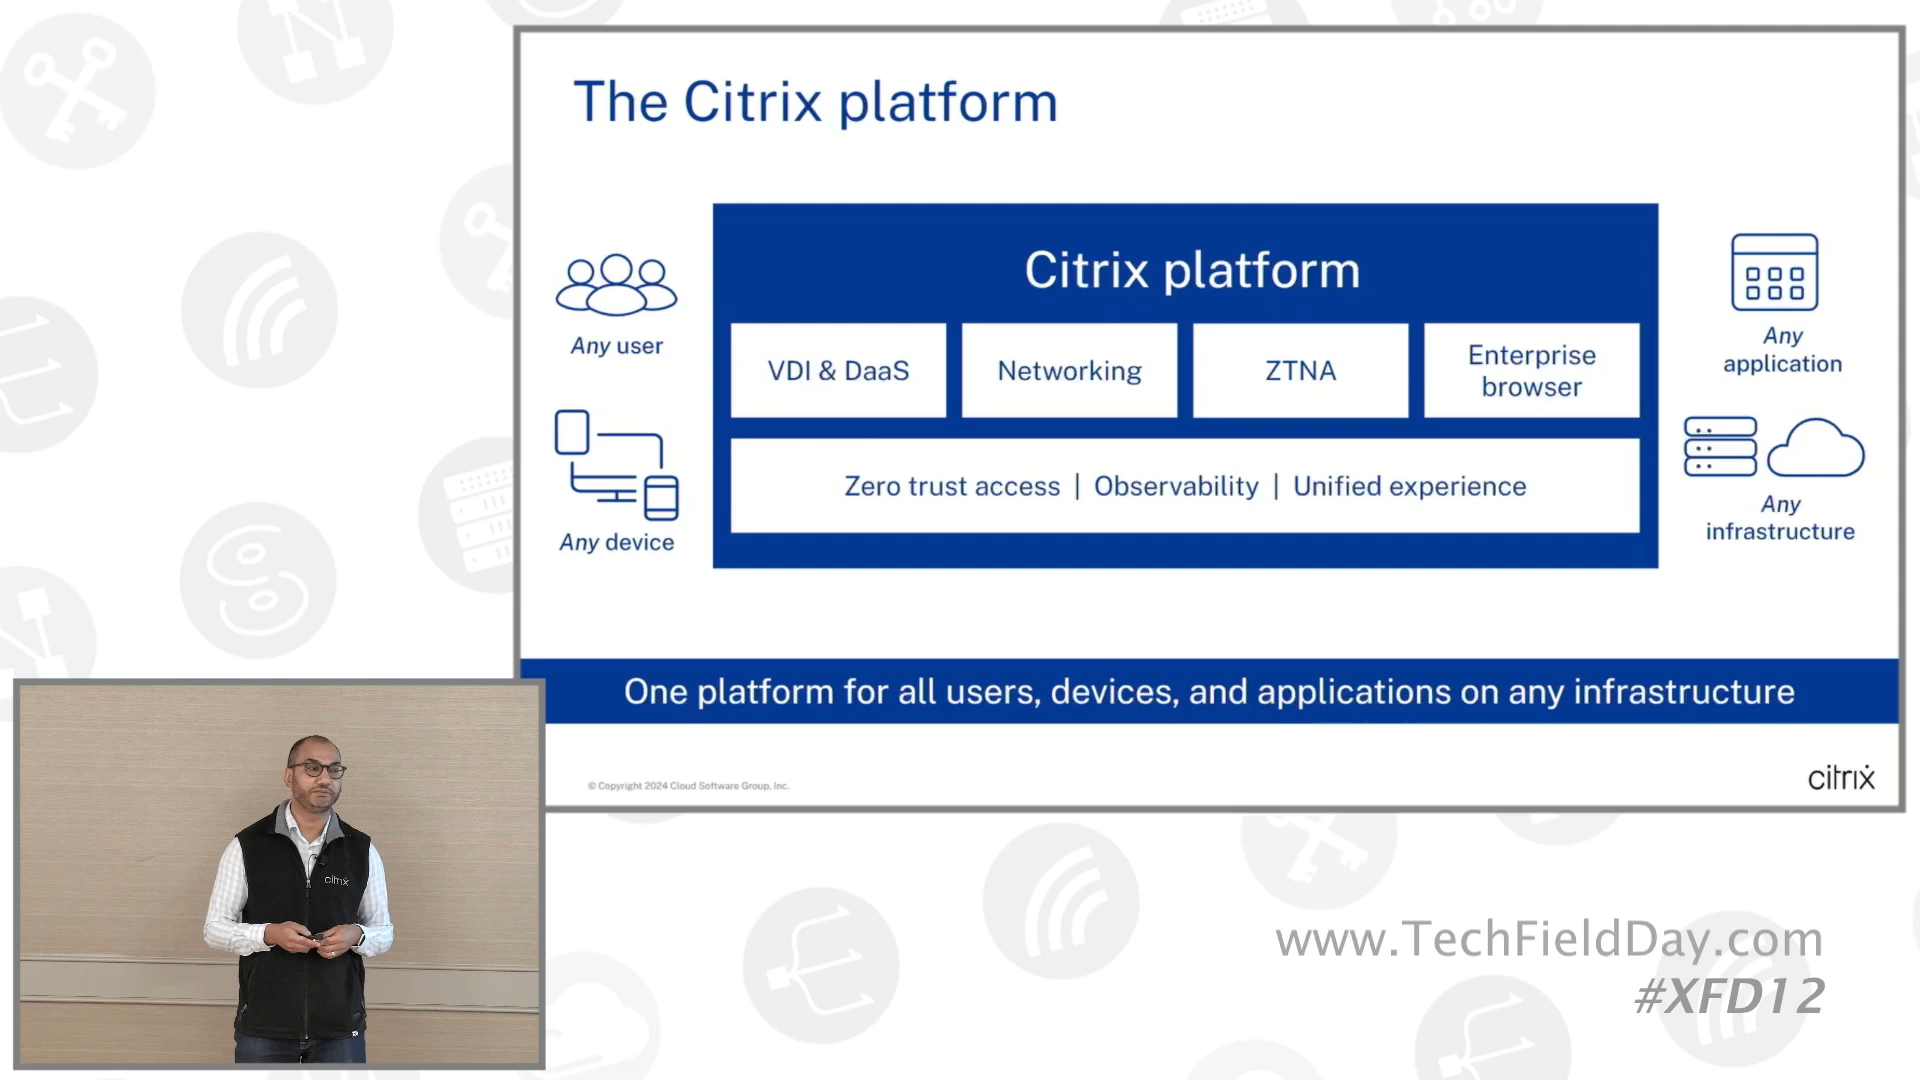 The Citrix platform
Citrix platform
Any user
Any device
VDI & DaaS
Networking
ZTNA
Enterprise
browser
Zero trust access | Observability | Unified experience
Any
application
Any
infrastructure
One platform for all users, devices, and applications on any infrastructure
© Copyright 2024 Cloud Software Group, Inc.
citrix
citrix
www.TechFieldDay.com
#XFD12